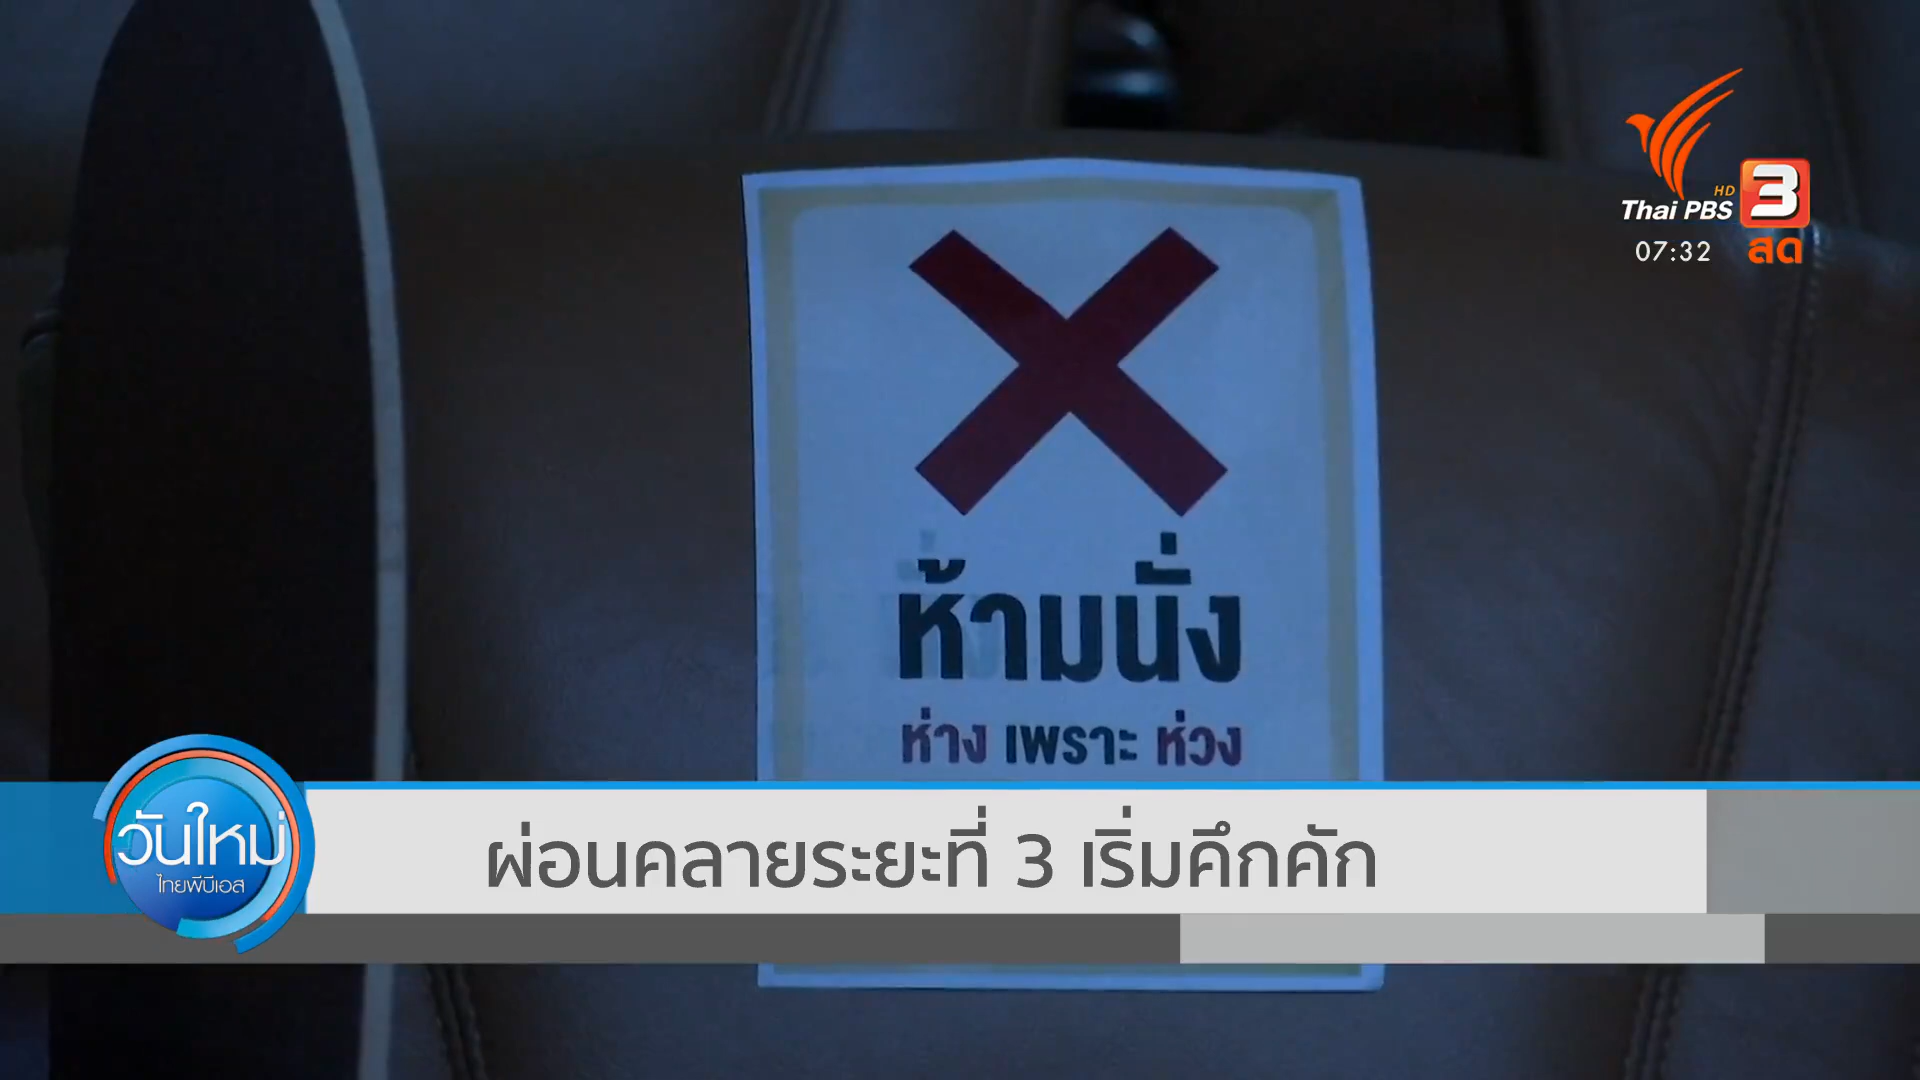 HD
Thai PBS 3
07:32 สด
ห้ามนั่ง
ห่าง เพราะ ห่วง
วันใหม่
ไทยพีบีเอส
ผ่อนคลายระยะที่ 3 เริ่มคึกคัก